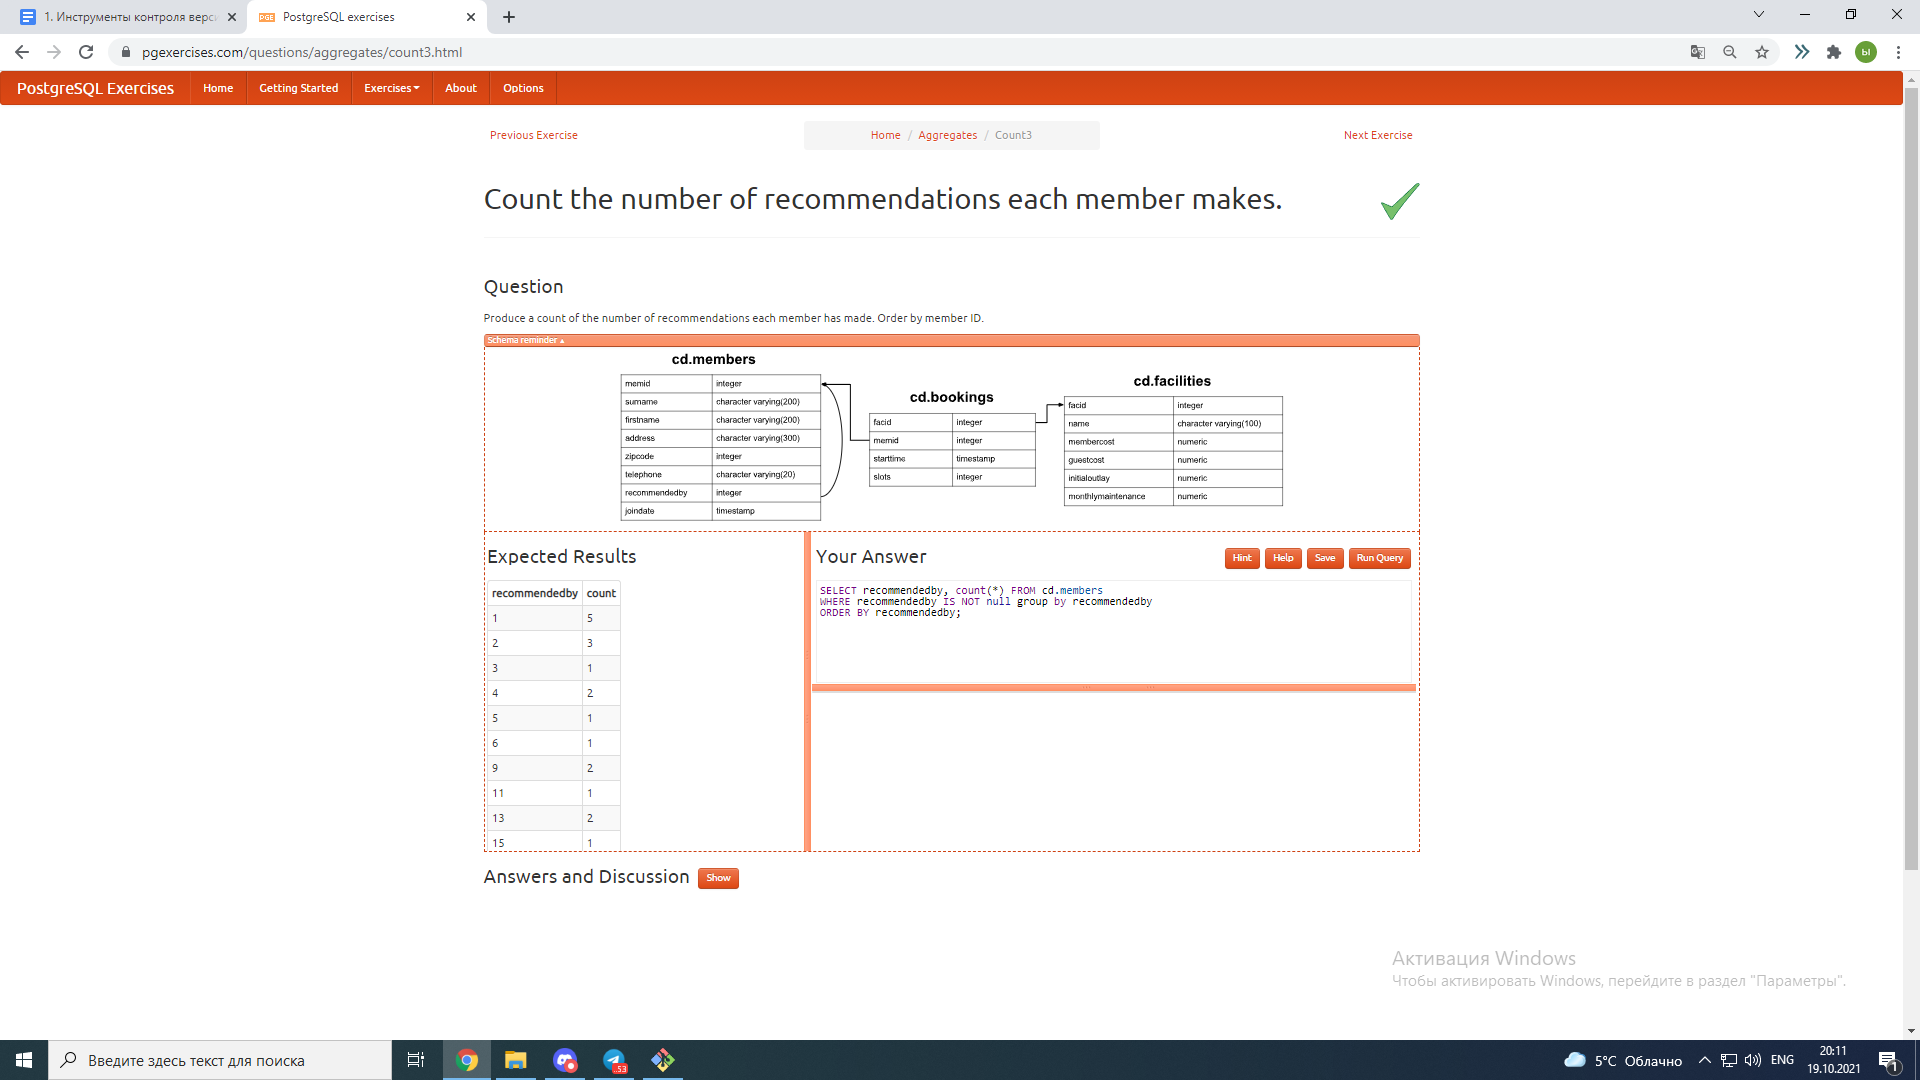 1. Инструменты контроля верс
PostgreSQL exercises
pgexercises.com/questions/aggregates/count3.html
PostgreSQL Exercises
Home
Getting Started
Exercises
About
Options
Previous Exercise
Home / Aggregates / Count3
Next Exercise
Count the number of recommendations each member makes.
Question
Produce a count of the number of recommendations each member has made. Order by member ID.
Schema reminder
cd.members
memid integer
surname character varying(200)
firstname character varying(200)
address character varying(300)
zipcode integer
telephone character varying(20)
recommendedby integer
joindate timestamp
cd.bookings
facid integer
memid integer
starttime timestamp
slots integer
cd.facilities
facid integer
name character varying(100)
membercost numeric
guestcost numeric
initialoutlay numeric
monthlymaintenance numeric
Expected Results
recommendedby count
1 5
2 3
3 1
4 2
5 1
6 1
9 2
11 1
13 2
15 1
Your Answer
Hint
Help
Save
Run Query
SELECT recommendedby, count(*) FROM cd.members
WHERE recommendedby IS NOT null group by recommendedby
ORDER BY recommendedby;
Answers and Discussion
Show
Активация Windows
Чтобы активировать Windows, перейдите в раздел "Параметры".
Введите здесь текст для поиска
53
5°C Облачно
ENG
20:11
19.10.2021
1